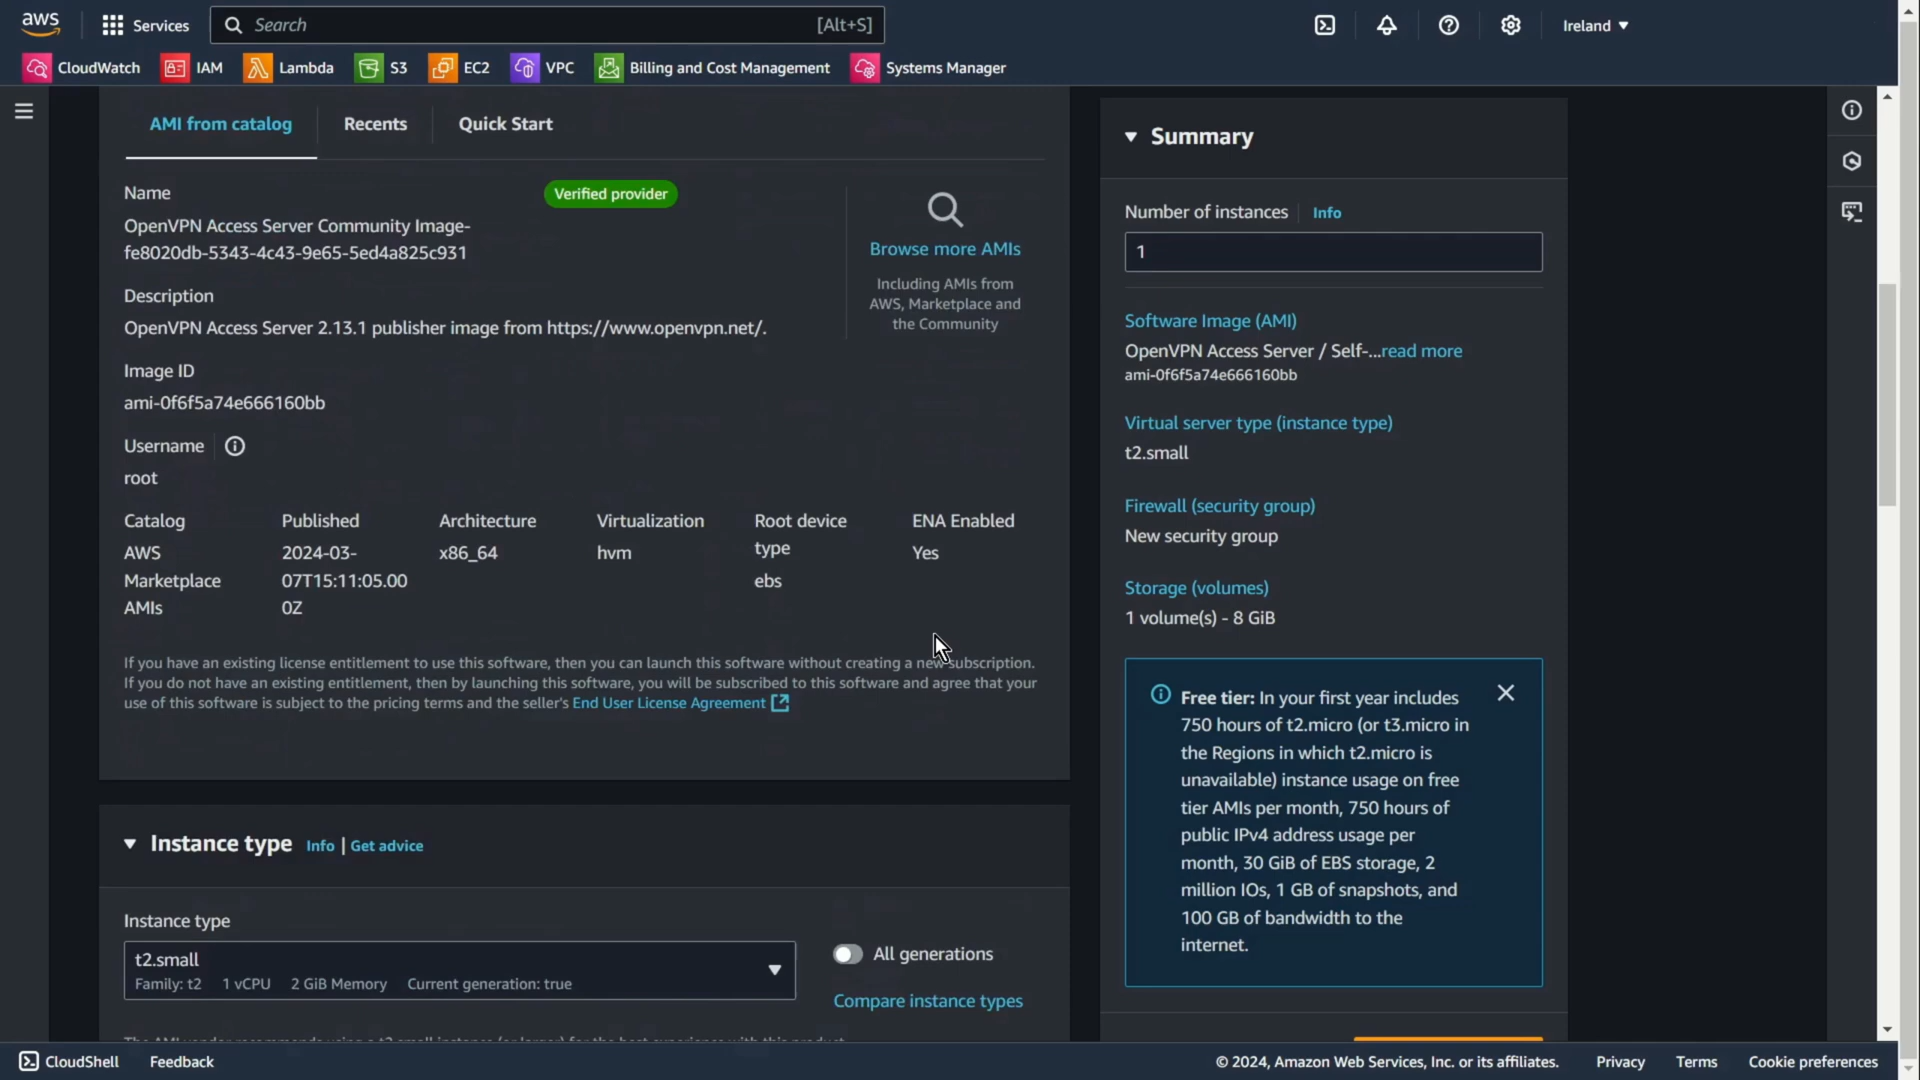 aws
Services
Search
[Alt+S]
Ireland
CloudWatch
IAM
Lambda
S3
EC2
VPC
Billing and Cost Management
Systems Manager
AMI from catalog
Recents
Quick Start
Name
Verified provider
OpenVPN Access Server Community Image-
fe8020db-5343-4c43-9e65-5ed4a825c931
Description
OpenVPN Access Server 2.13.1 publisher image from https://www.openvpn.net/.
Image ID
ami-0f6f5a74e666160bb
Username
root
Browse more AMIs
Including AMIs from
AWS, Marketplace and
the Community
Catalog
AWS
Marketplace
AMIs
Published
2024-03-
07T15:11:05.00
0Z
Architecture
x86_64
Virtualization
hvm
Root device
type
ebs
ENA Enabled
Yes
If you have an existing license entitlement to use this software, then you can launch this software without creating a new subscription.
If you do not have an existing entitlement, then by launching this software, you will be subscribed to this software and agree that your
use of this software is subject to the pricing terms and the seller's End User License Agreement
Instance type
Info | Get advice
Instance type
t2.small
Family: t2 1 vCPU 2 GiB Memory Current generation: true
All generations
Compare instance types
Summary
Number of instances
Info
1
Software Image (AMI)
OpenVPN Access Server / Self-...read more
ami-0f6f5a74e666160bb
Virtual server type (instance type)
t2.small
Firewall (security group)
New security group
Storage (volumes)
1 volume(s) - 8 GiB
Free tier: In your first year includes
750 hours of t2.micro (or t3.micro in
the Regions in which t2.micro is
unavailable) instance usage on free
tier AMIs per month, 750 hours of
public IPv4 address usage per
month, 30 GiB of EBS storage, 2
million IOs, 1 GB of snapshots, and
100 GB of bandwidth to the
internet.
CloudShell
Feedback
© 2024, Amazon Web Services, Inc. or its affiliates.
Privacy
Terms
Cookie preferences